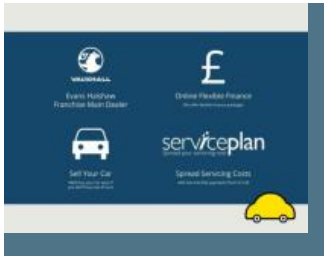 VAUXHALL
Evans Halshaw
Franchise Main Dealer
£
Online Flexible Finance
Sell Your Car
serviceplan
Spread Servicing Costs